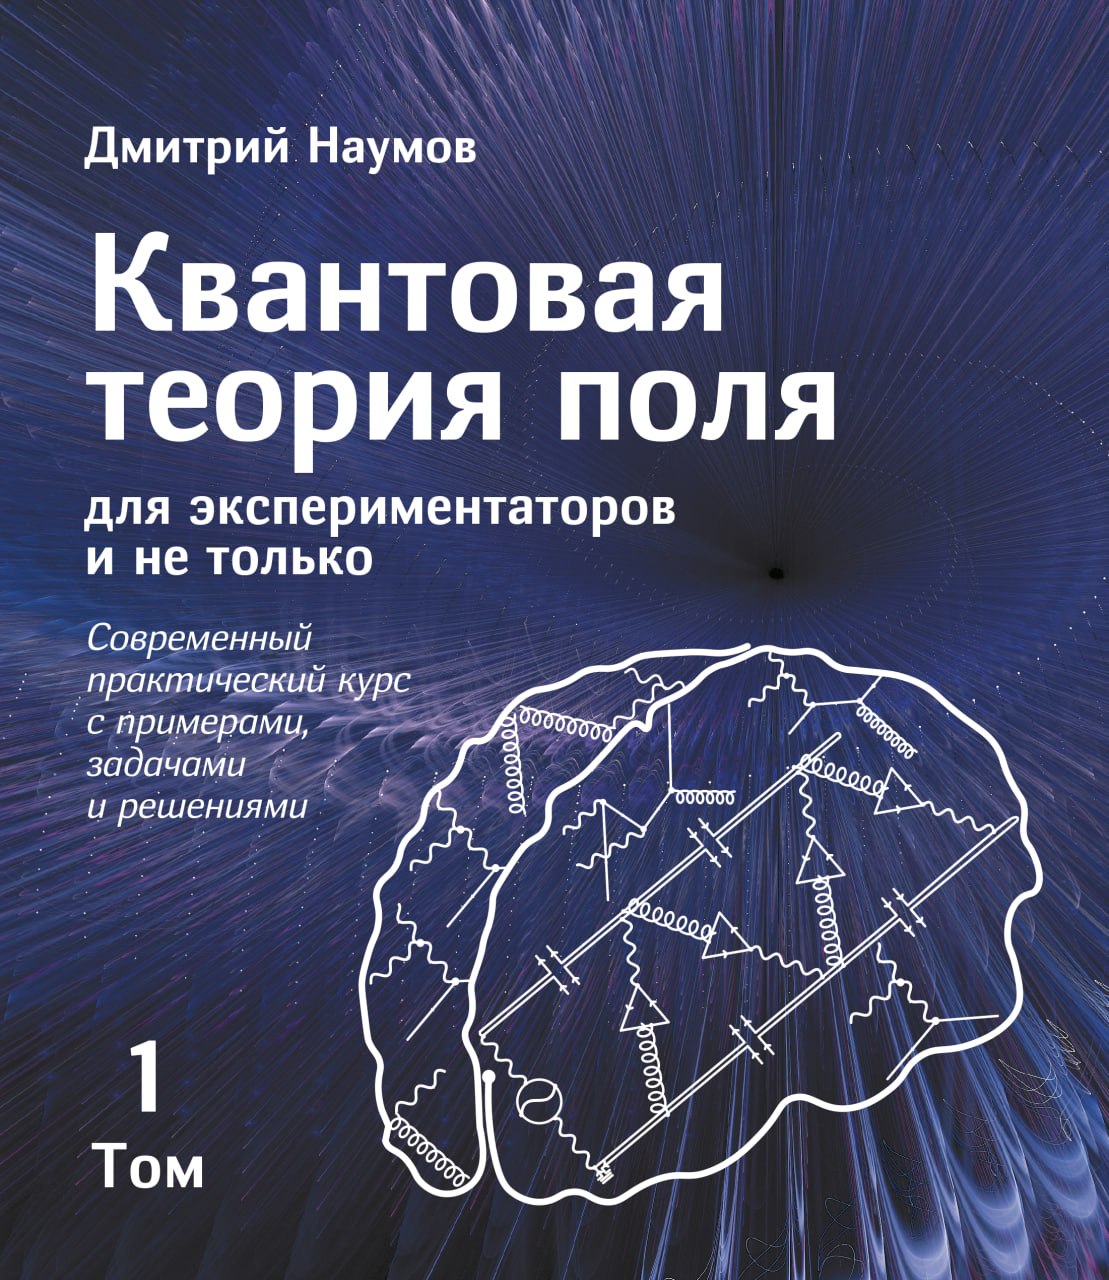 Дмитрий Наумов
Квантовая
теория поля
для экспериментаторов
и не только
Современный
практический курс
с примерами,
задачами
и решениями
1
Том